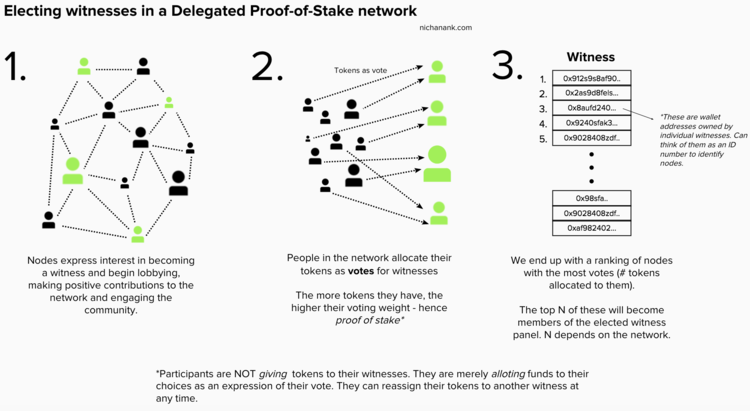 Electing witnesses in a Delegated Proof-of-Stake network
nichanank.com
1.
Nodes express interest in becoming
a witness and begin lobbying,
making positive contributions to the
network and engaging the
community.
2.
Tokens as vote
People in the network allocate their
tokens as votes for witnesses
The more tokens they have, the
higher their voting weight - hence
proof of stake*
3.
Witness
1. 0x912s9s8af90..
2. 0x2as9d8feis...
3. 0x8aufd240...
4. 0x9240sfak3...
5. 0x9028408zdf..
0x98sfa..
0x9028408zdf..
0xaf982402...
*These are wallet
addresses owned by
individual witnesses. Can
think of them as an ID
number to identify
nodes.
We end up with a ranking of nodes
with the most votes (# tokens
allocated to them).
The top N of these will become
members of the elected witness
panel. N depends on the network.
*Participants are NOT giving tokens to their witnesses. They are merely alloting funds to their
choices as an expression of their vote. They can reassign their tokens to another witness at
any time.